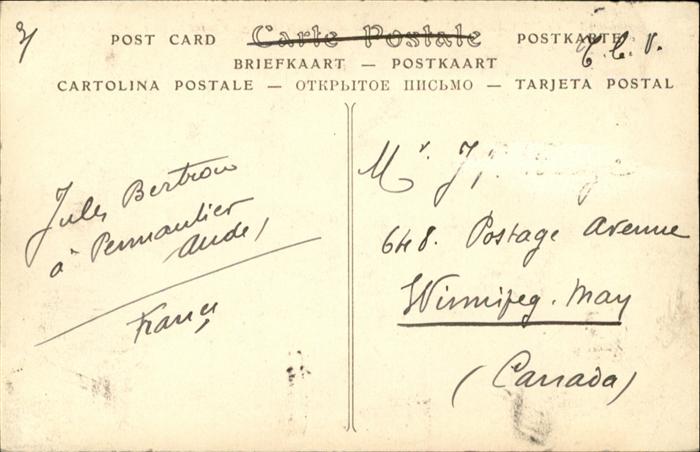 3/
POST CARD Carte Postale POSTKARTE
T.C.V.
BRIEFKAART — POSTKAART
CARTOLINA POSTALE — ОТКРЫТОЕ ПИСЬМО — TARJETA POSTAL
Jules Bertrou
à Pennautier
Aude,
France
Mr. J.
648. Postage Avenue
Winnipeg. Man
(Canada)